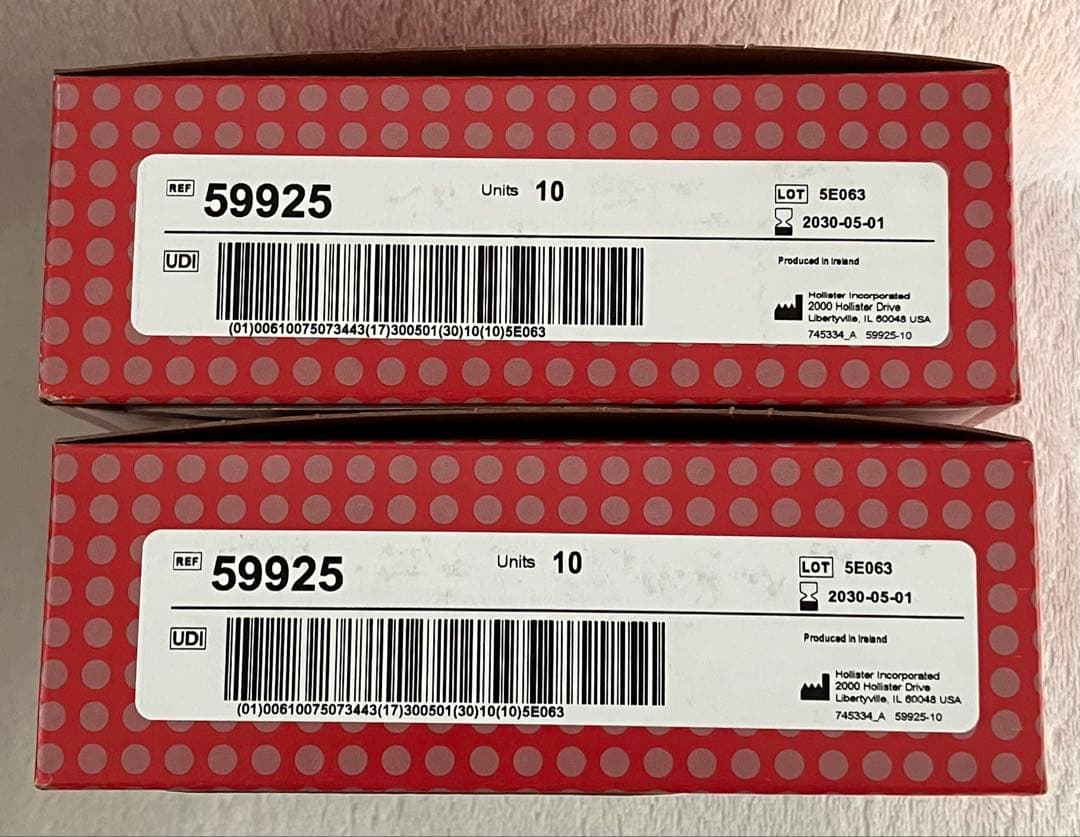 REF 59925 Units 10 LOT 5E063
2030-05-01
UDI
Produced in Ireland
Hollister Incorporated
2000 Hollister Drive
Libertyville, IL 60048 USA
(01)00610075073443(17)300501(30)10(10)5E063
745334_A 59925-10
REF 59925 Units 10 LOT 5E063
2030-05-01
UDI
Produced in Ireland
Hollister Incorporated
2000 Hollister Drive
Libertyville, IL 60048 USA
(01)00610075073443(17)300501(30)10(10)5E063
745334_A 59925-10